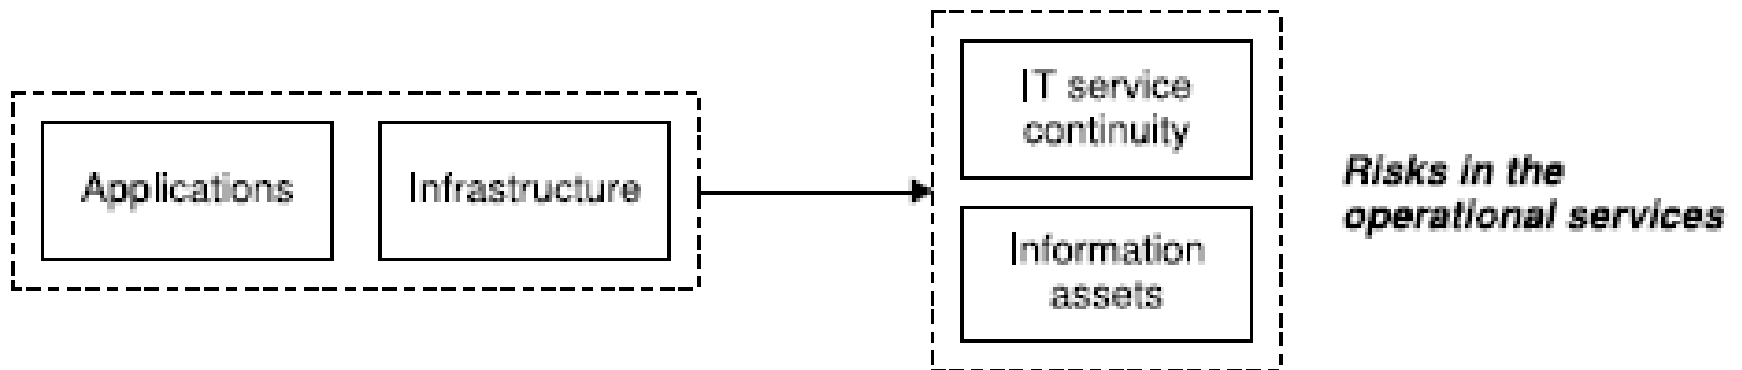 Applications
Infrastructure
IT service
continuity
Information
assets
Risks in the
operational services